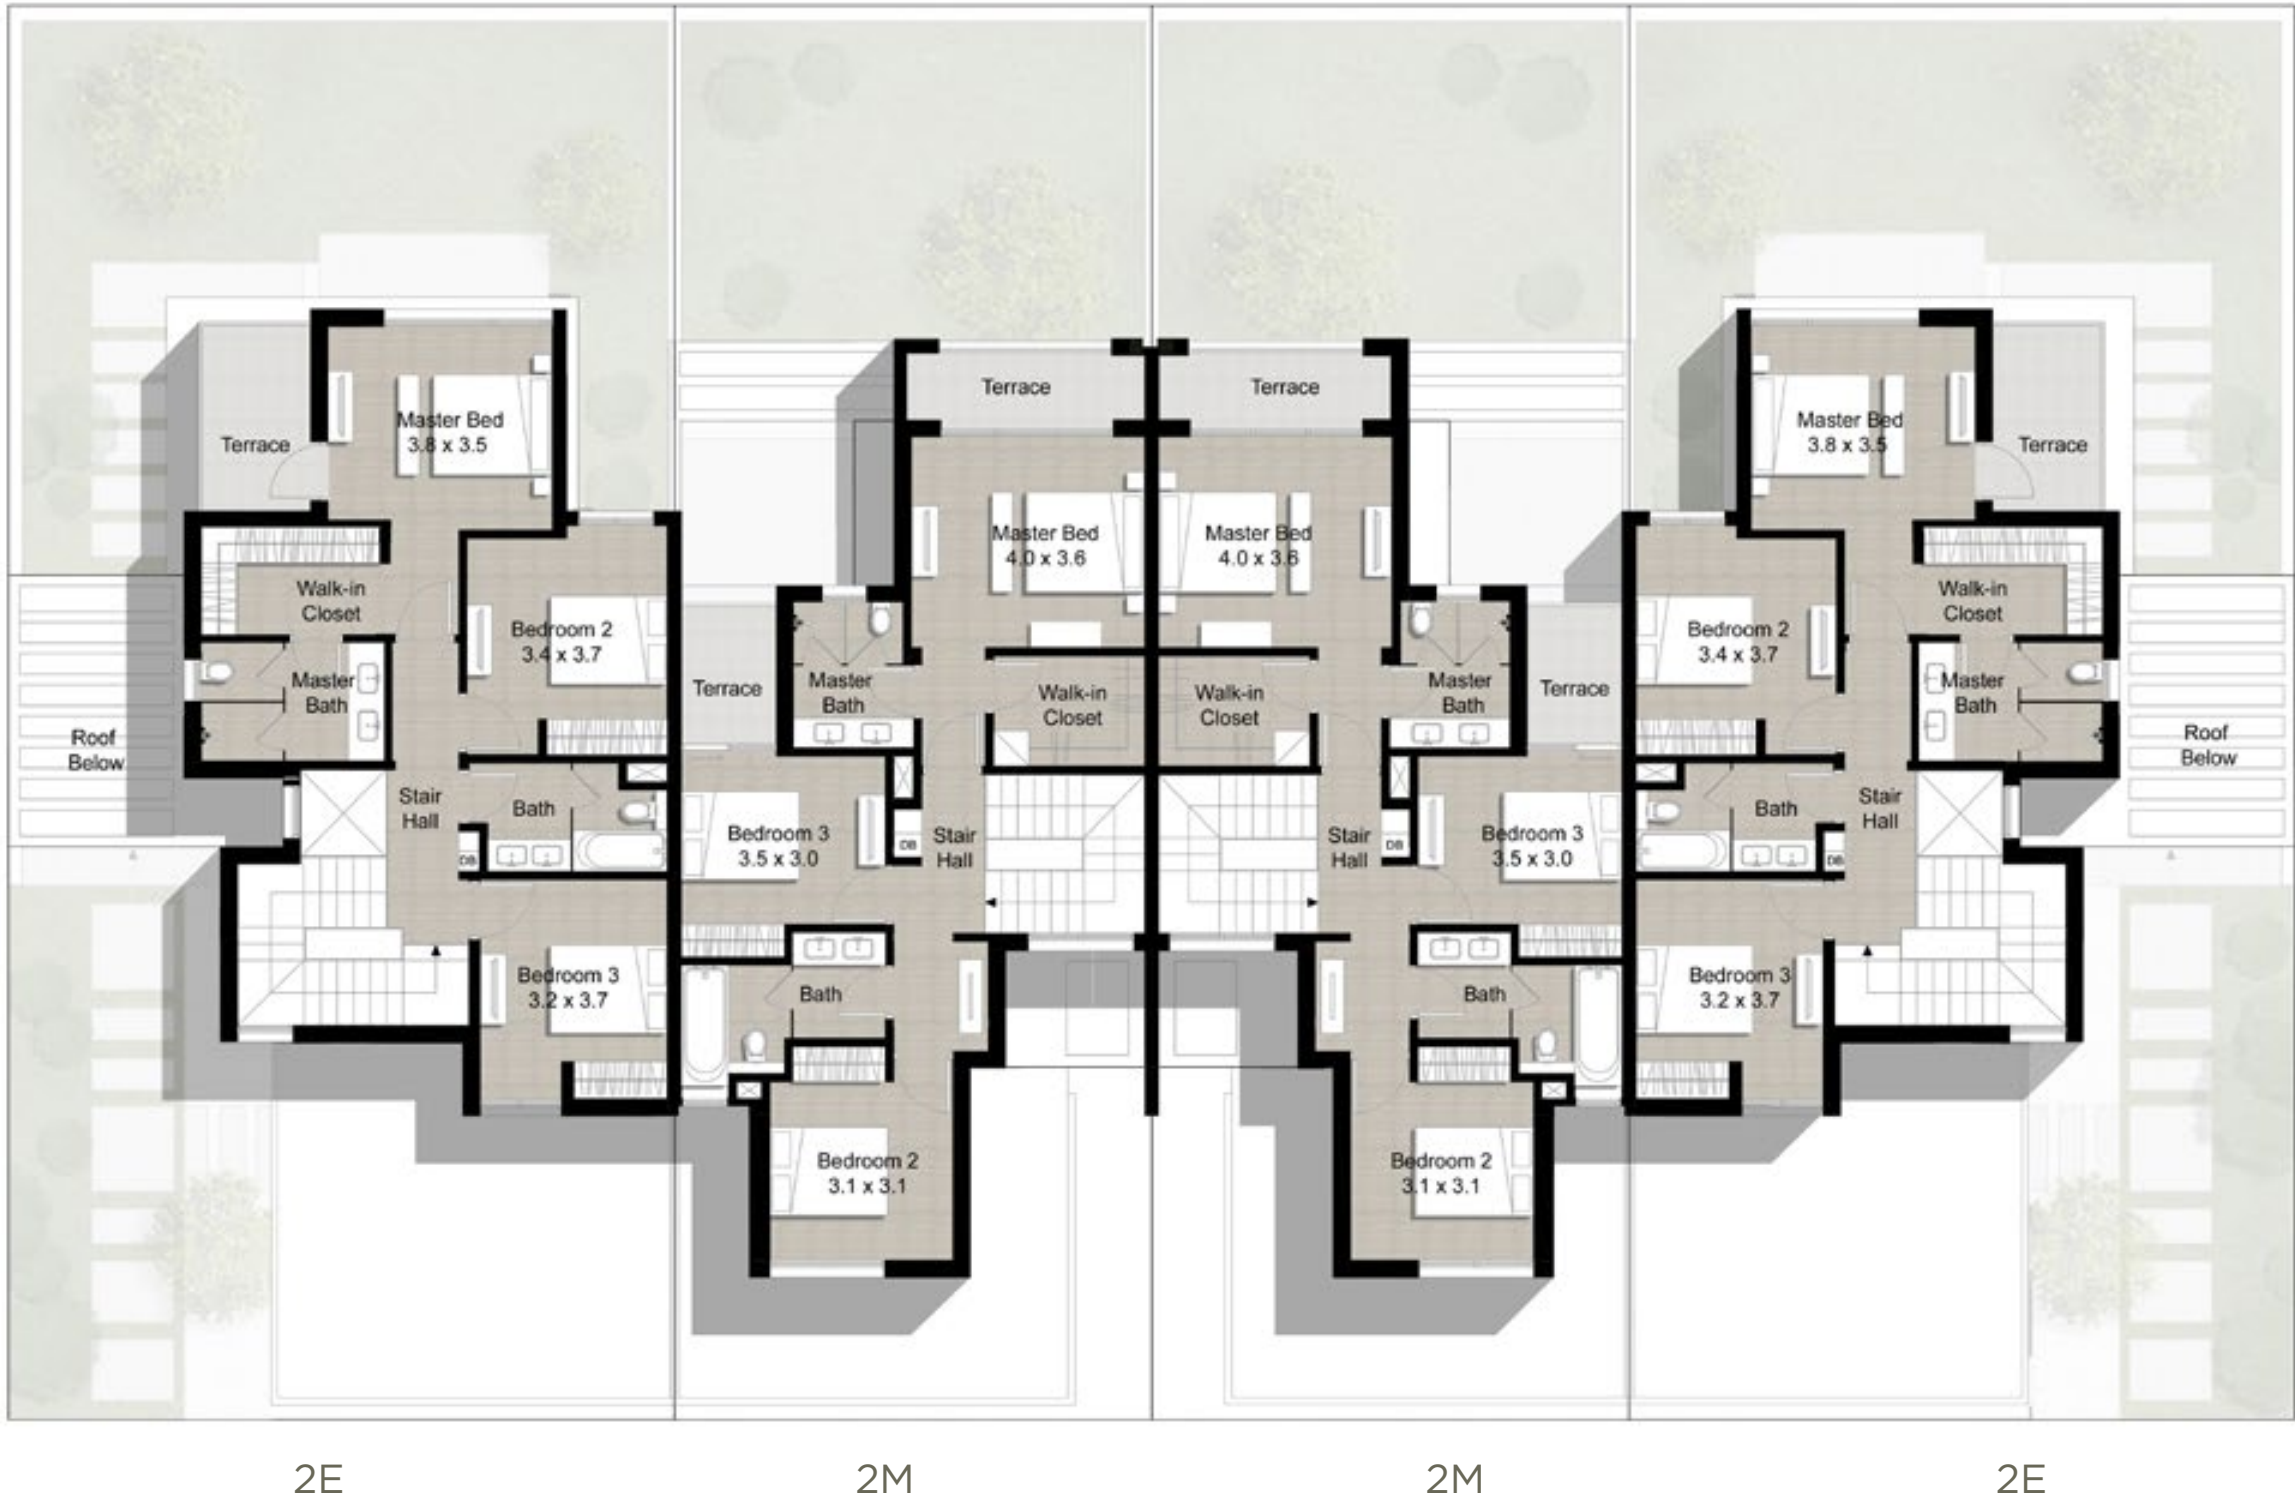 Master Bed
3.8 x 3.5
Terrace
Walk-in
Closet
Bedroom 2
3.4 x 3.7
Master
Bath
Roof
Below
Stair
Hall
Bath
DB
Bedroom 3
3.2 x 3.7
Terrace
Master Bed
4.0 x 3.6
Terrace
Master
Bath
Walk-in
Closet
Bedroom 3
3.5 x 3.0
DB
Stair
Hall
Bath
Bedroom 2
3.1 x 3.1
Terrace
Master Bed
4.0 x 3.6
Walk-in
Closet
Master
Bath
Terrace
Stair
Hall
DB
Bedroom 3
3.5 x 3.0
Bath
Bedroom 2
3.1 x 3.1
Master Bed
3.8 x 3.5
Terrace
Walk-in
Closet
Bedroom 2
3.4 x 3.7
Master
Bath
Roof
Below
Bath
Stair
Hall
DB
Bedroom 3
3.2 x 3.7
2E
2M
2M
2E